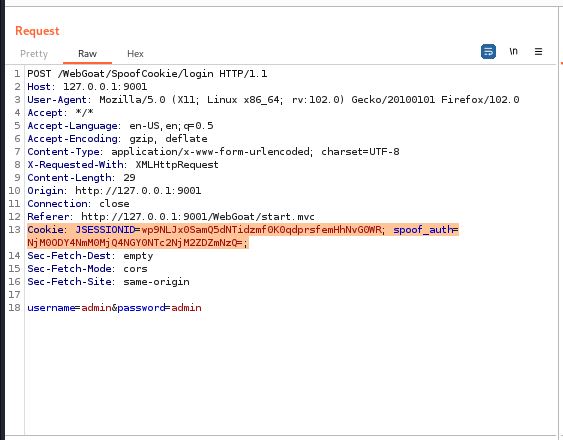 Request
Pretty Raw Hex
\n
1 POST /WebGoat/SpoofCookie/login HTTP/1.1
2 Host: 127.0.0.1:9001
3 User-Agent: Mozilla/5.0 (X11; Linux x86_64; rv:102.0) Gecko/20100101 Firefox/102.0
4 Accept: */*
5 Accept-Language: en-US,en;q=0.5
6 Accept-Encoding: gzip, deflate
7 Content-Type: application/x-www-form-urlencoded; charset=UTF-8
8 X-Requested-With: XMLHttpRequest
9 Content-Length: 29
10 Origin: http://127.0.0.1:9001
11 Connection: close
12 Referer: http://127.0.0.1:9001/WebGoat/start.mvc
13 Cookie: JSESSIONID=wp9NLJx0SamQ5dNTidzmf0K0qdprsfemHhNvG0WR; spoof_auth=
NjM0ODY4NmM0MjQ4NGY0NTc2NjM2ZDZmNzQ=;
14 Sec-Fetch-Dest: empty
15 Sec-Fetch-Mode: cors
16 Sec-Fetch-Site: same-origin
17
18 username=admin&password=admin